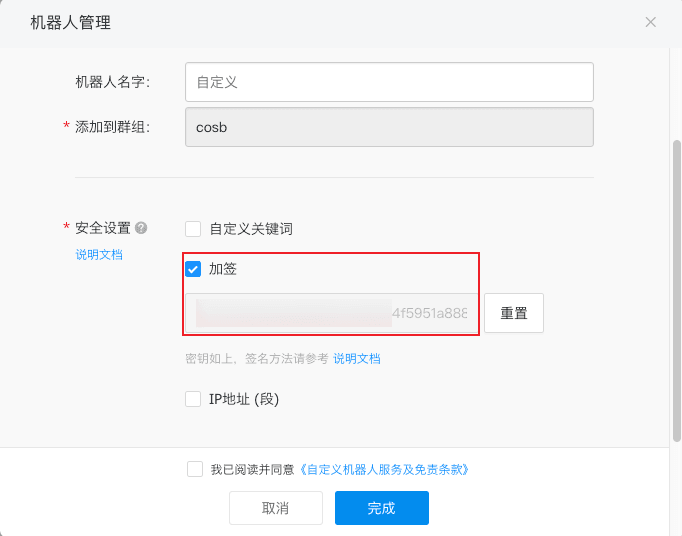 机器人管理
机器人名字：
自定义
* 添加到群组：
cosb
* 安全设置 ?
自定义关键词
说明文档
加签
4f5951a888
重置
密钥如上，签名方法请参考 说明文档
IP地址 (段)
我已阅读并同意《自定义机器人服务及免责条款》
取消
完成